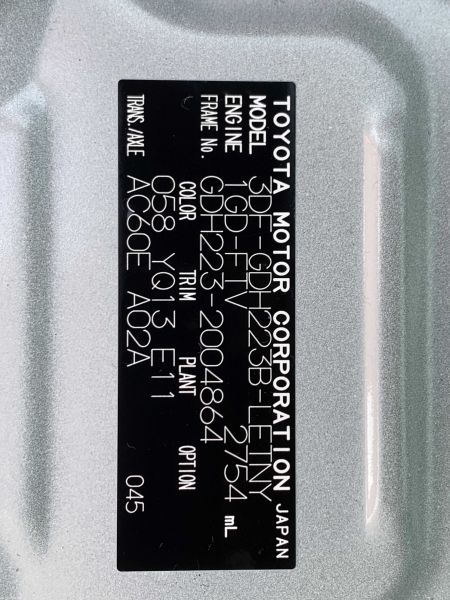 TOYOTA MOTOR CORPORATION JAPAN
MODEL 3DF-GDH223B-LETNY
ENGINE 1GD-FTV 2754 mL
FRAME No. GDH223-2004864
COLOR TRIM PLANT OPTION
058 YQ13 E11
TRANS./AXLE AC60E A02A 045